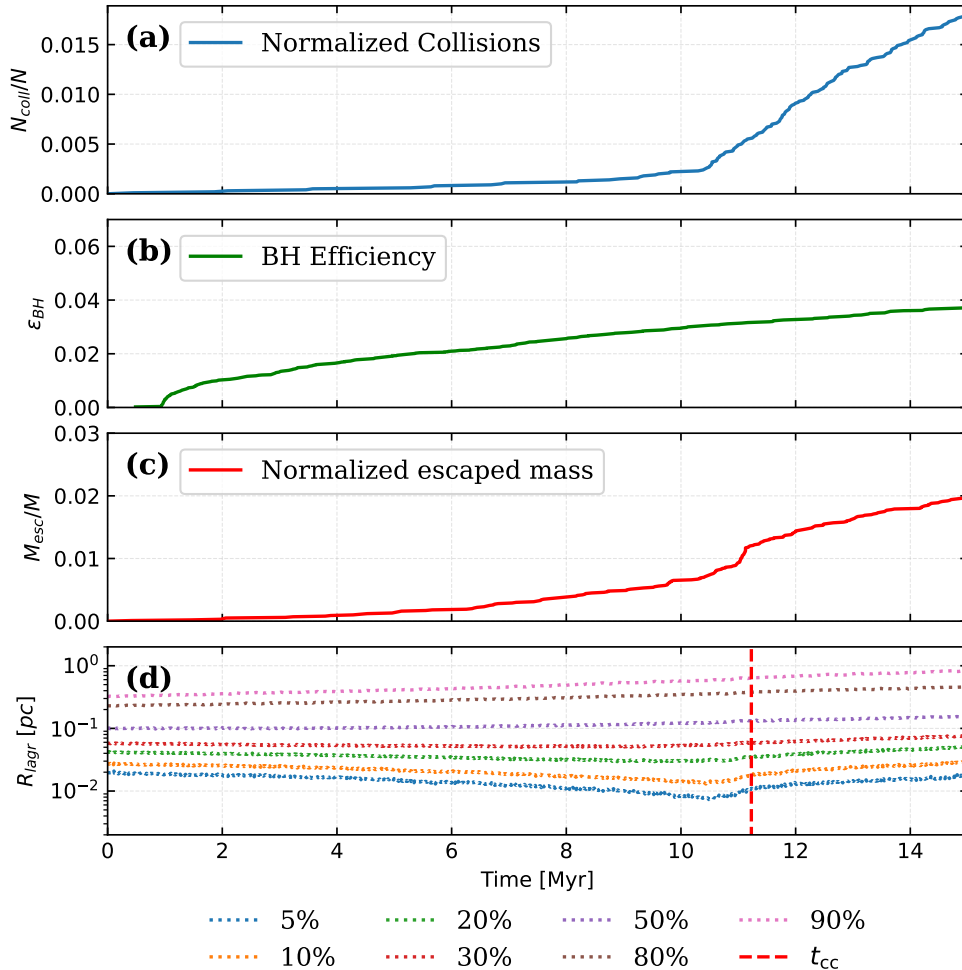 (a)
Normalized Collisions
N_coll/N
0.015
0.010
0.005
0.000
(b)
BH Efficiency
ε_BH
0.06
0.04
0.02
0.00
(c)
Normalized escaped mass
M_esc/M
0.03
0.02
0.01
0.00
(d)
R_lagr [pc]
10^0
10^−1
10^−2
0 2 4 6 8 10 12 14
Time [Myr]
5% 20% 50% 90%
10% 30% 80% t_cc